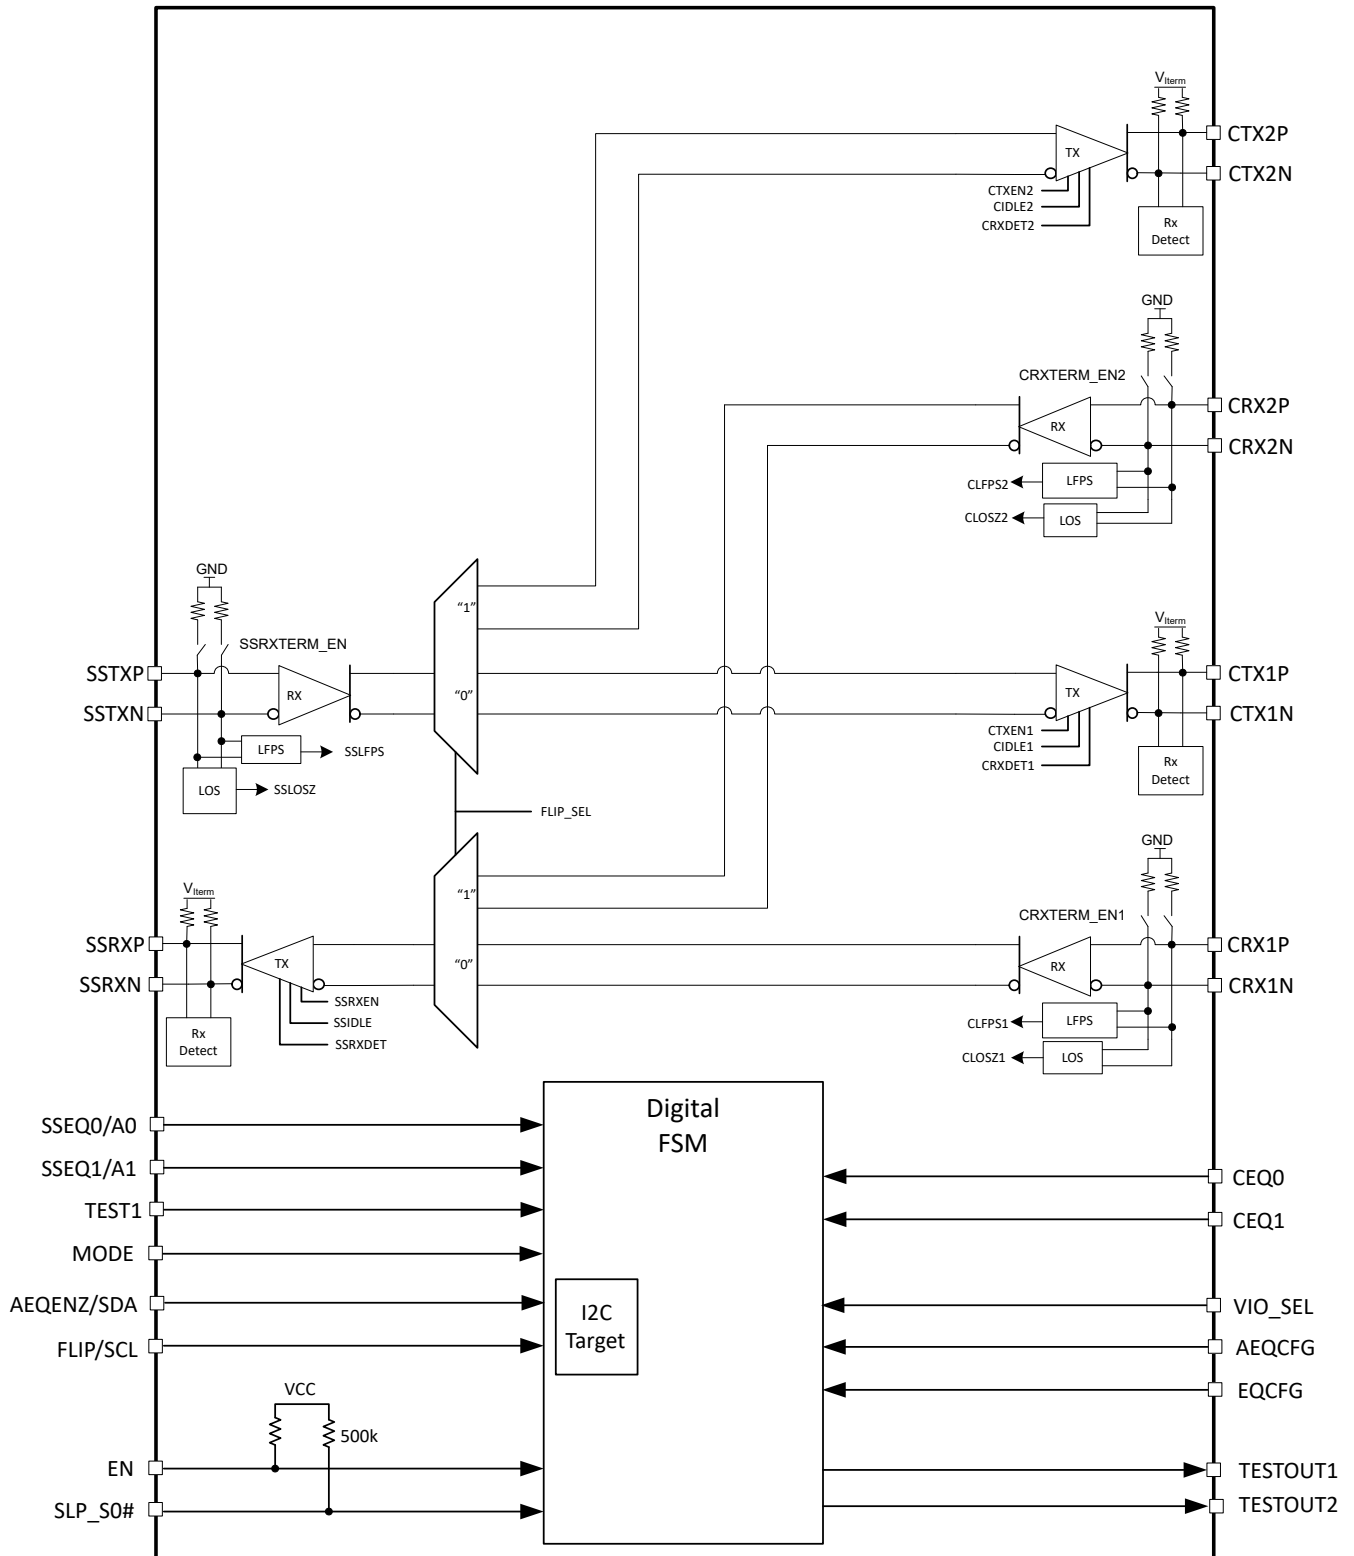 V_Iterm
CTX2P
TX
CTX2N
CTXEN2
CIDLE2
CRXDET2
Rx
Detect
GND
CRXTERM_EN2
CRX2P
RX
CRX2N
CLFPS2
LFPS
CLOSZ2
LOS
GND
"1"
V_Iterm
SSRXTERM_EN
SSTXP
CTX1P
RX
"0"
TX
SSTXN
CTX1N
CTXEN1
LFPS
SSLFPS
CIDLE1
CRXDET1
Rx
Detect
LOS
SSLOSZ
FLIP_SEL
GND
V_Iterm
"1"
CRXTERM_EN1
SSRXP
CRX1P
TX
"0"
RX
SSRXN
CRX1N
SSRXEN
SSIDLE
CLFPS1
LFPS
Rx
Detect
SSRXDET
CLOSZ1
LOS
Digital
FSM
SSEQ0/A0
SSEQ1/A1
CEQ0
TEST1
CEQ1
MODE
AEQENZ/SDA
I2C
Target
VIO_SEL
FLIP/SCL
AEQCFG
VCC
EQCFG
500k
EN
TESTOUT1
SLP_S0#
TESTOUT2